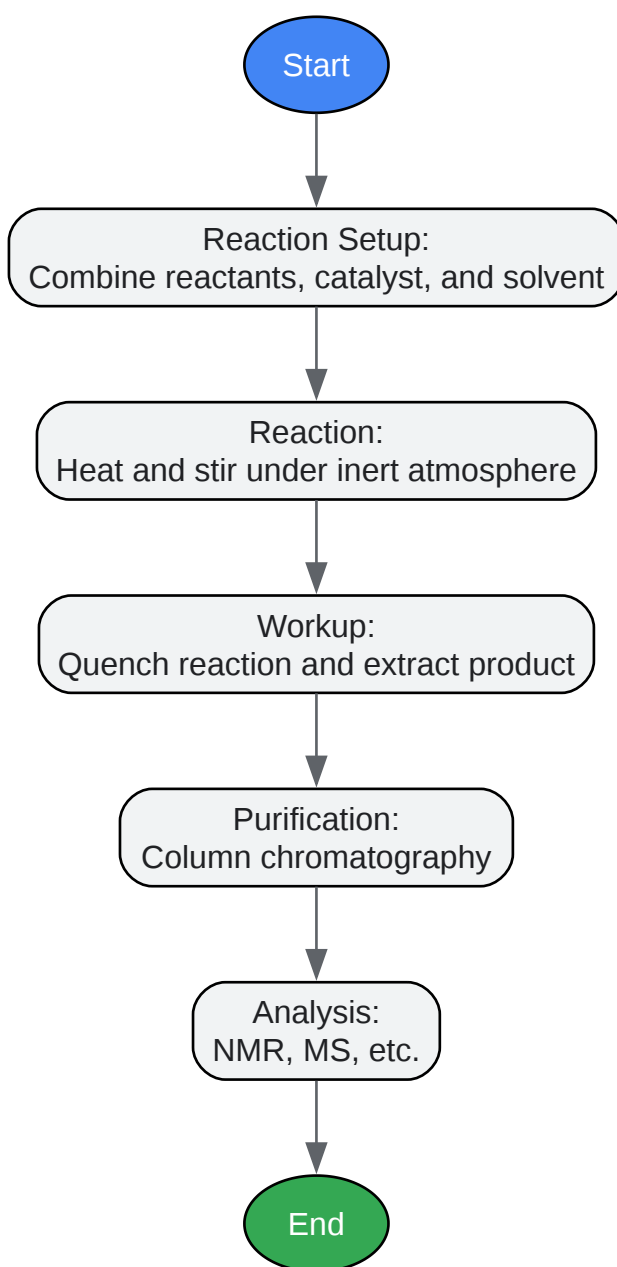 Start
Reaction Setup:
Combine reactants, catalyst, and solvent
Reaction:
Heat and stir under inert atmosphere
Workup:
Quench reaction and extract product
Purification:
Column chromatography
Analysis:
NMR, MS, etc.
End